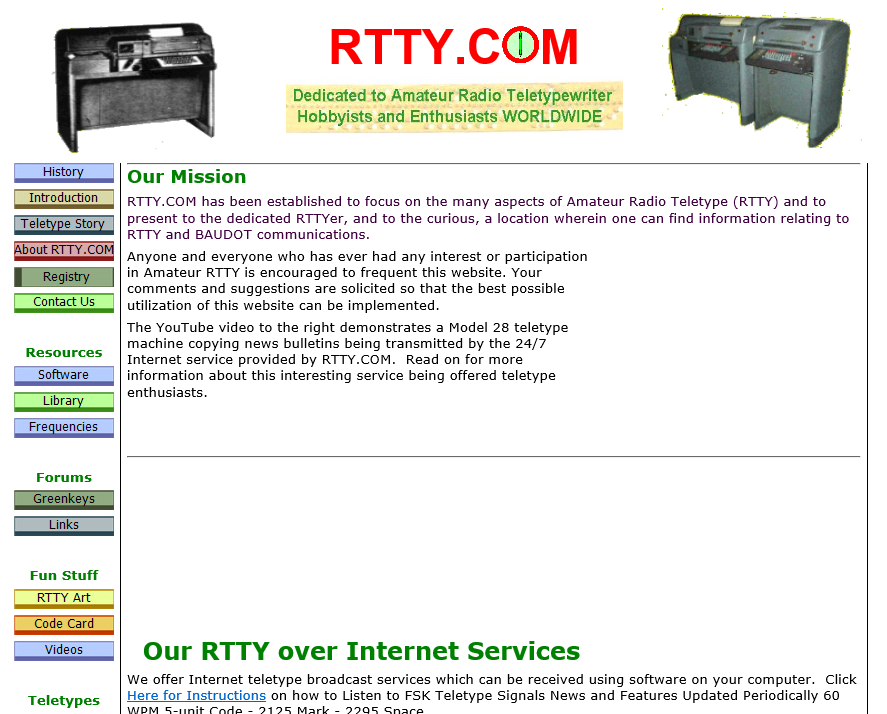 RTTY.COM
Dedicated to Amateur Radio Teletypewriter
Hobbyists and Enthusiasts WORLDWIDE
History
Introduction
Teletype Story
About RTTY.COM
Registry
Contact Us
Resources
Software
Library
Frequencies
Forums
Greenkeys
Links
Fun Stuff
RTTY Art
Code Card
Videos
Teletypes
Our Mission
RTTY.COM has been established to focus on the many aspects of Amateur Radio Teletype (RTTY) and to
present to the dedicated RTTYer, and to the curious, a location wherein one can find information relating to
RTTY and BAUDOT communications.
Anyone and everyone who has ever had any interest or participation
in Amateur RTTY is encouraged to frequent this website. Your
comments and suggestions are solicited so that the best possible
utilization of this website can be implemented.
The YouTube video to the right demonstrates a Model 28 teletype
machine copying news bulletins being transmitted by the 24/7
Internet service provided by RTTY.COM. Read on for more
information about this interesting service being offered teletype
enthusiasts.
Our RTTY over Internet Services
We offer Internet teletype broadcast services which can be received using software on your computer. Click
Here for Instructions on how to Listen to FSK Teletype Signals News and Features Updated Periodically 60
WPM 5-unit Code - 2125 Mark - 2295 Space